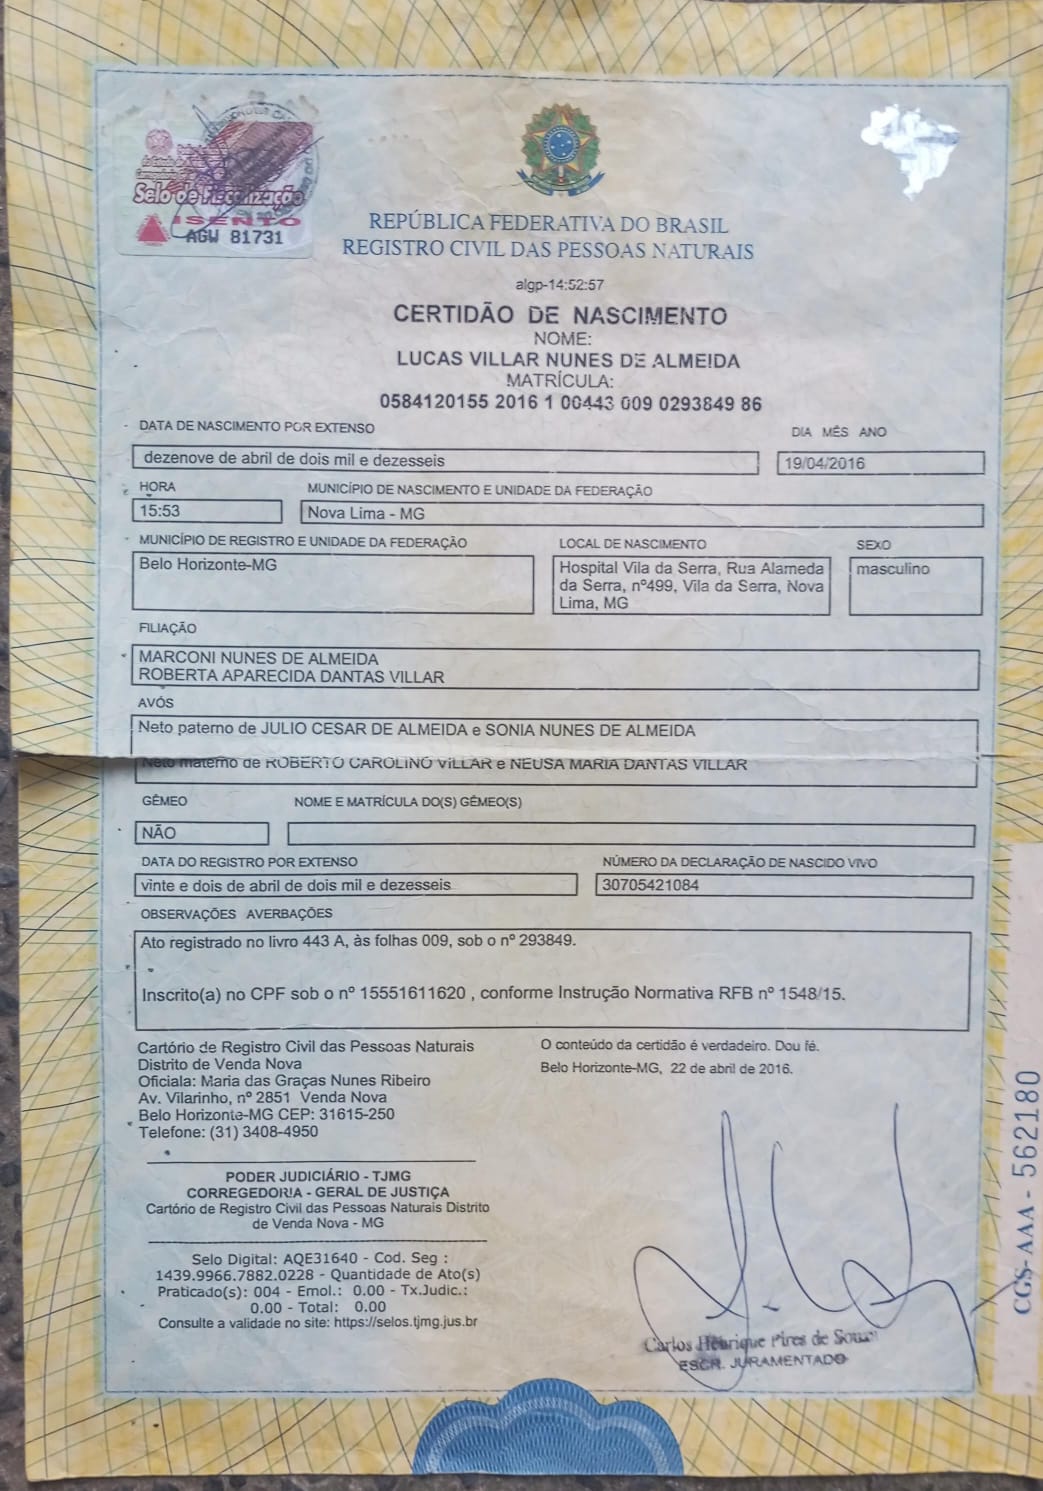 Selo de Fiscalização
ISENTO
AGW 81731
REPÚBLICA FEDERATIVA DO BRASIL
REGISTRO CIVIL DAS PESSOAS NATURAIS
algp-14:52:57
CERTIDÃO DE NASCIMENTO
NOME:
LUCAS VILLAR NUNES DE ALMEIDA
MATRÍCULA:
0584120155 2016 1 00443 009 0293849 86
DATA DE NASCIMENTO POR EXTENSO
DIA MÊS ANO
dezenove de abril de dois mil e dezesseis
19/04/2016
HORA
MUNICÍPIO DE NASCIMENTO E UNIDADE DA FEDERAÇÃO
15:53
Nova Lima - MG
MUNICÍPIO DE REGISTRO E UNIDADE DA FEDERAÇÃO
LOCAL DE NASCIMENTO
SEXO
Belo Horizonte-MG
Hospital Vila da Serra, Rua Alameda
da Serra, nº499, Vila da Serra, Nova
Lima, MG
masculino
FILIAÇÃO
MARCONI NUNES DE ALMEIDA
ROBERTA APARECIDA DANTAS VILLAR
AVÓS
Neto paterno de JULIO CESAR DE ALMEIDA e SONIA NUNES DE ALMEIDA
Neto materno de ROBERTO CAROLINO VILLAR e NEUSA MARIA DANTAS VILLAR
GÊMEO
NOME E MATRÍCULA DO(S) GÊMEO(S)
NÃO
DATA DO REGISTRO POR EXTENSO
NÚMERO DA DECLARAÇÃO DE NASCIDO VIVO
vinte e dois de abril de dois mil e dezesseis
30705421084
OBSERVAÇÕES AVERBAÇÕES
Ato registrado no livro 443 A, às folhas 009, sob o nº 293849.
Inscrito(a) no CPF sob o nº 15551611620 , conforme Instrução Normativa RFB nº 1548/15.
Cartório de Registro Civil das Pessoas Naturais
Distrito de Venda Nova
Oficiala: Maria das Graças Nunes Ribeiro
Av. Vilarinho, nº 2851 Venda Nova
Belo Horizonte-MG CEP: 31615-250
Telefone: (31) 3408-4950
O conteúdo da certidão é verdadeiro. Dou fé.
Belo Horizonte-MG, 22 de abril de 2016.
PODER JUDICIÁRIO - TJMG
CORREGEDORIA - GERAL DE JUSTIÇA
Cartório de Registro Civil das Pessoas Naturais Distrito
de Venda Nova - MG
Selo Digital: AQE31640 - Cod. Seg :
1439.9966.7882.0228 - Quantidade de Ato(s)
Praticado(s): 004 - Emol.: 0.00 - Tx.Judic.:
0.00 - Total: 0.00
Consulte a validade no site: https://selos.tjmg.jus.br
Carlos Henrique Pires de Souza
ESCR. JURAMENTADO
CGS-AAA - 562180